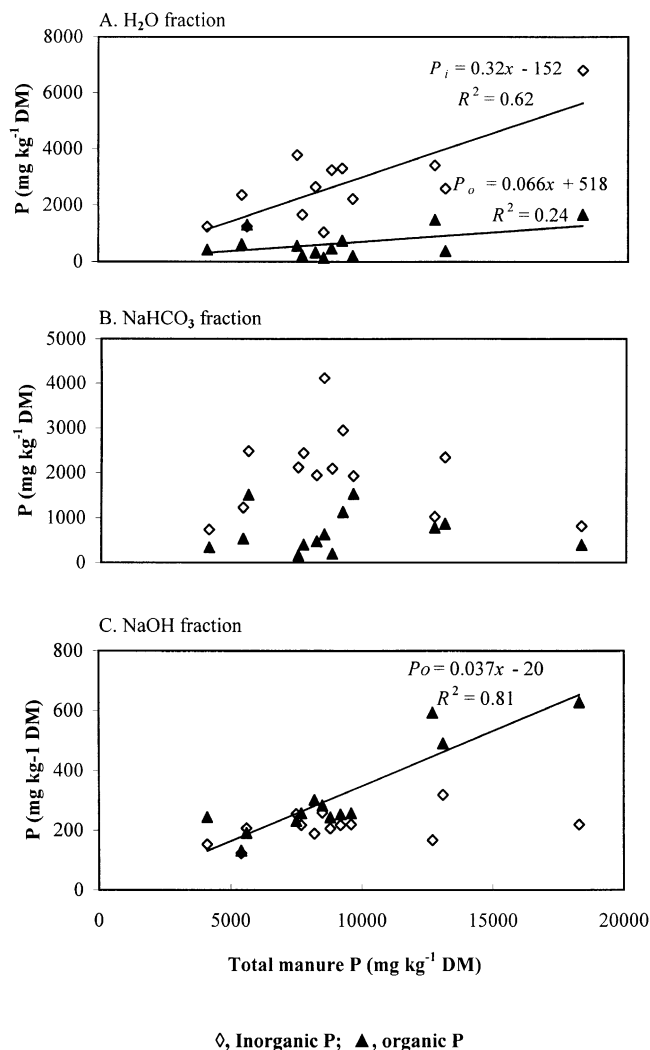 A. H₂O fraction
8000
6000
4000
2000
0
P (mg kg⁻¹ DM)
P i = 0.32x - 152
R² = 0.62
P o = 0.066x + 518
R² = 0.24
B. NaHCO₃ fraction
5000
4000
3000
2000
1000
0
P (mg kg⁻¹ DM)
C. NaOH fraction
800
600
400
200
0
P (mg kg-1 DM)
Po = 0.037x - 20
R² = 0.81
0 5000 10000 15000 20000
Total manure P (mg kg⁻¹ DM)
◇, Inorganic P; ▲, organic P